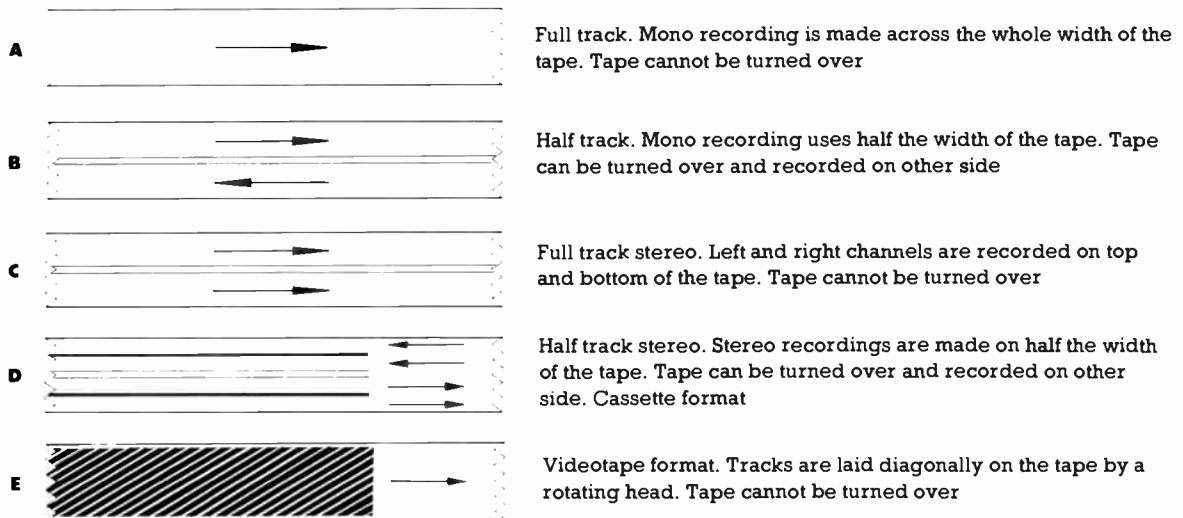 A
Full track. Mono recording is made across the whole width of the
tape. Tape cannot be turned over
B
Half track. Mono recording uses half the width of the tape. Tape
can be turned over and recorded on other side
C
Full track stereo. Left and right channels are recorded on top
and bottom of the tape. Tape cannot be turned over
D
Half track stereo. Stereo recordings are made on half the width
of the tape. Tape can be turned over and recorded on other
side. Cassette format
E
Videotape format. Tracks are laid diagonally on the tape by a
rotating head. Tape cannot be turned over